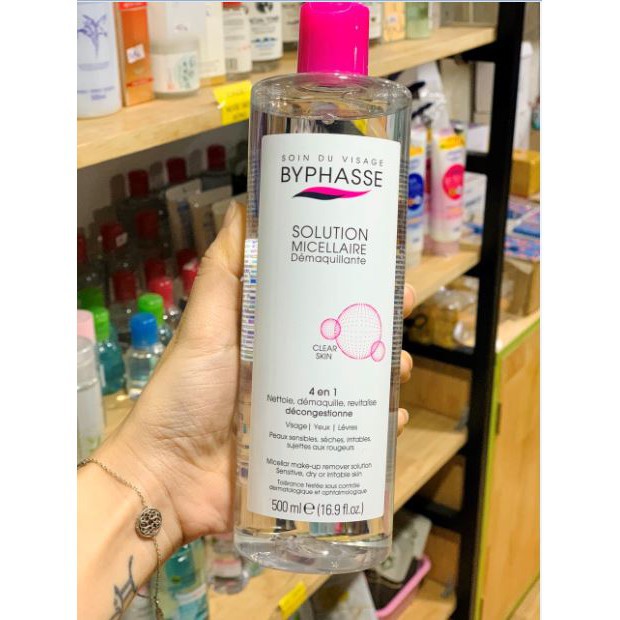 SOIN DU VISAGE
BYPHASSE
SOLUTION
MICELLAIRE
Démaquillante
CLEAR
SKIN
4 en 1
Nettoie, démaquille, revitalise
décongestionne
Visage | Yeux | Lèvres
Peaux sensibles, sèches, irritables,
sujettes aux rougeurs
Micellar make-up remover solution
Sensitive, dry or irritable skin
Tolérance testée sous contrôle
dermatologique et ophtalmologique
500 ml e (16.9 fl.oz.)